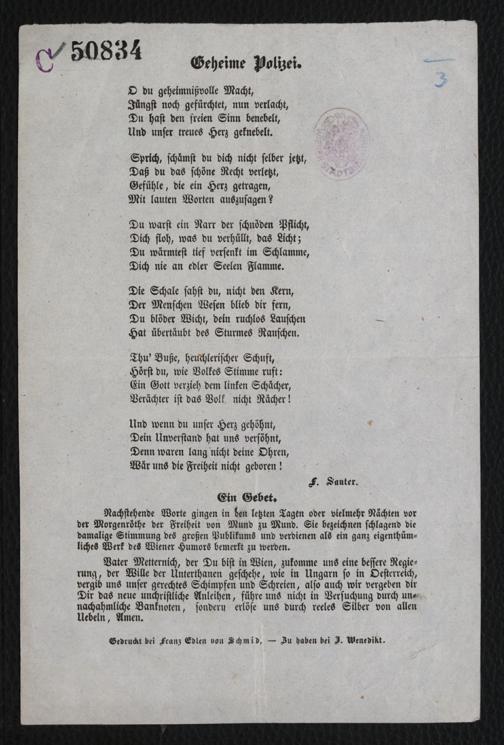 C 50834
3
Geheime Polizei.
O du geheimnißvolle Macht,
Jüngst noch gefürchtet, nun verlacht,
Du hast den freien Sinn benebelt,
Und unser treues Herz geknebelt.
Sprich, schämst du dich nicht selber jetzt,
Daß du das schöne Recht verletzt,
Gefühle, die ein Herz getragen,
Mit lauten Worten auszusagen?
Du warst ein Narr der schnöden Pflicht,
Dich floh, was du verhüllt, das Licht;
Du wärmtest tief versenkt im Schlamme,
Dich nie an edler Seelen Flamme.
Die Schale sahst du, nicht den Kern,
Der Menschen Wesen blieb dir fern,
Du blöder Wicht, dein ruchlos Lauschen
Hat übertäubt des Sturmes Rauschen.
Thu' Buße, heuchlerischer Schuft,
Hörst du, wie Volkes Stimme ruft:
Ein Gott verzieh dem linken Schächer,
Verächter ist das Volk nicht Rächer!
Und wenn du unser Herz gehöhnt,
Dein Unverstand hat uns versöhnt,
Denn waren lang nicht deine Ohren,
Wär uns die Freiheit nicht geboren!
F. Sauter.
Ein Gebet.
Nachstehende Worte gingen in den letzten Tagen oder vielmehr Nächten vor
der Morgenröthe der Freiheit von Mund zu Mund. Sie bezeichnen schlagend die
damalige Stimmung des großen Publikums und verdienen als ein ganz eigenthüm-
liches Werk des Wiener Humors bemerkt zu werden.
Vater Metternich, der Du bist in Wien, zukomme uns eine bessere Regie-
rung, der Wille der Unterthanen geschehe, wie in Ungarn so in Oesterreich,
vergib uns unser gerechtes Schimpfen und Schreien, also auch wir vergeben dir
Dir das neue unchristliche Anleihen, führe uns nicht in Versuchung durch un-
nachahmliche Banknoten, sondern erlöse uns durch reeles Silber von allen
Uebeln, Amen.
Gedruckt bei Franz Edlen von Schmid. — Zu haben bei J. Wenedikt.